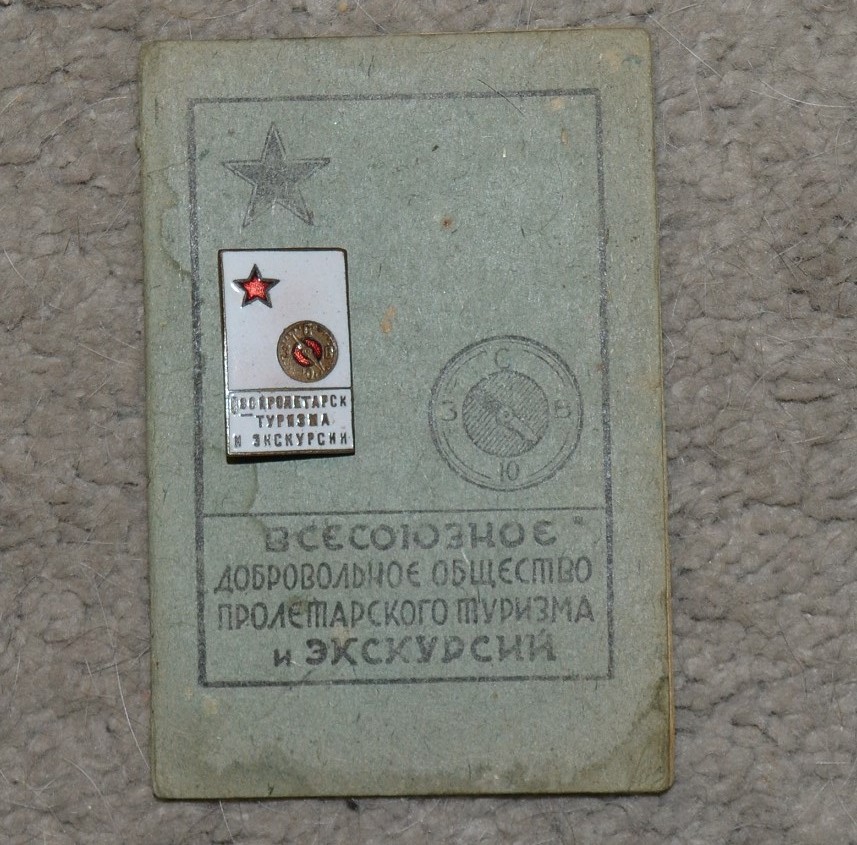 С
З В
Ю
ВСЕСОЮЗНОЕ
ДОБРОВОЛЬНОЕ ОБЩЕСТВО
ПРОЛЕТАРСКОГО ТУРИЗМА
и ЭКСКУРСИЙ
ТУРИЗМА
И ЭКСКУРСИИ